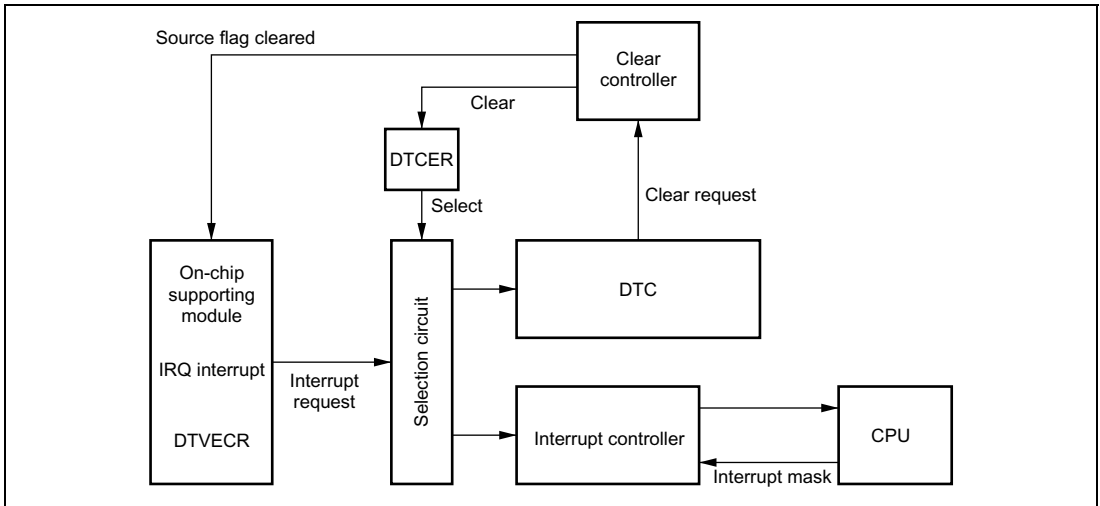 Source flag cleared
Clear
controller
Clear
DTCER
Clear request
Select
On-chip
supporting
module
DTC
Selection circuit
IRQ interrupt
Interrupt
request
DTVECR
Interrupt controller
CPU
Interrupt mask